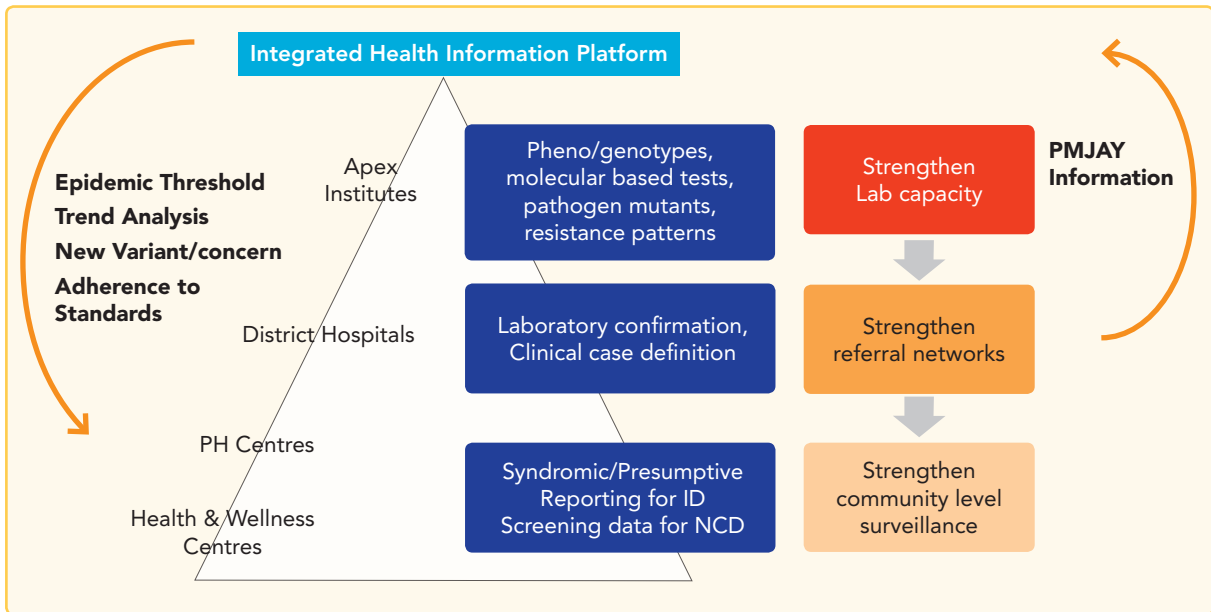 Integrated Health Information Platform
Epidemic Threshold
Trend Analysis
New Variant/concern
Adherence to
Standards
Apex
Institutes
District Hospitals
PH Centres
Health & Wellness
Centres
Pheno/genotypes,
molecular based tests,
pathogen mutants,
resistance patterns
Laboratory confirmation,
Clinical case definition
Syndromic/Presumptive
Reporting for ID
Screening data for NCD
Strengthen
Lab capacity
Strengthen
referral networks
Strengthen
community level
surveillance
PMJAY
Information